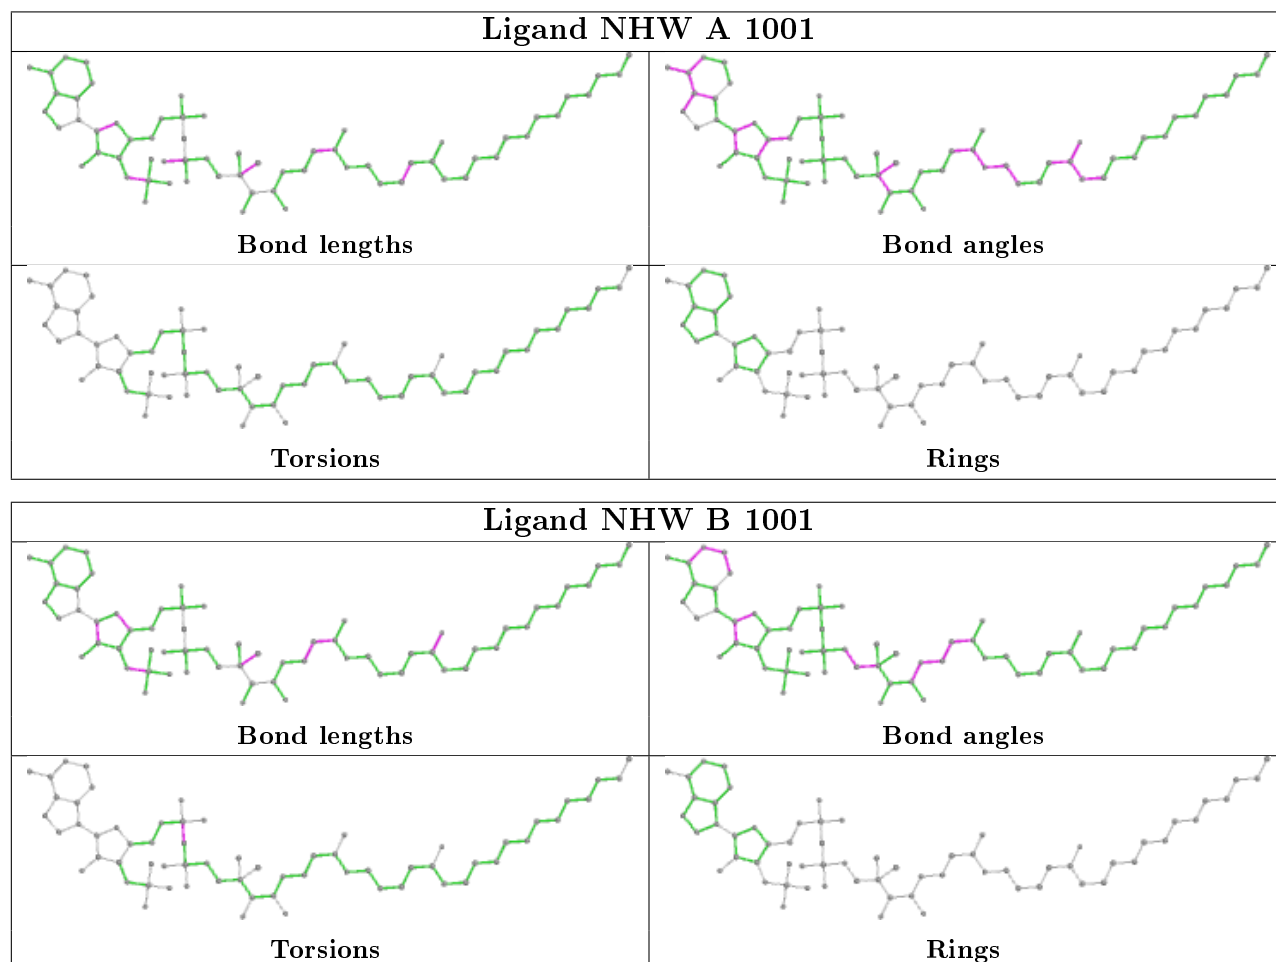 Ligand NHW A 1001
Bond lengths
Bond angles
Torsions
Rings
Ligand NHW B 1001
Bond lengths
Bond angles
Torsions
Rings